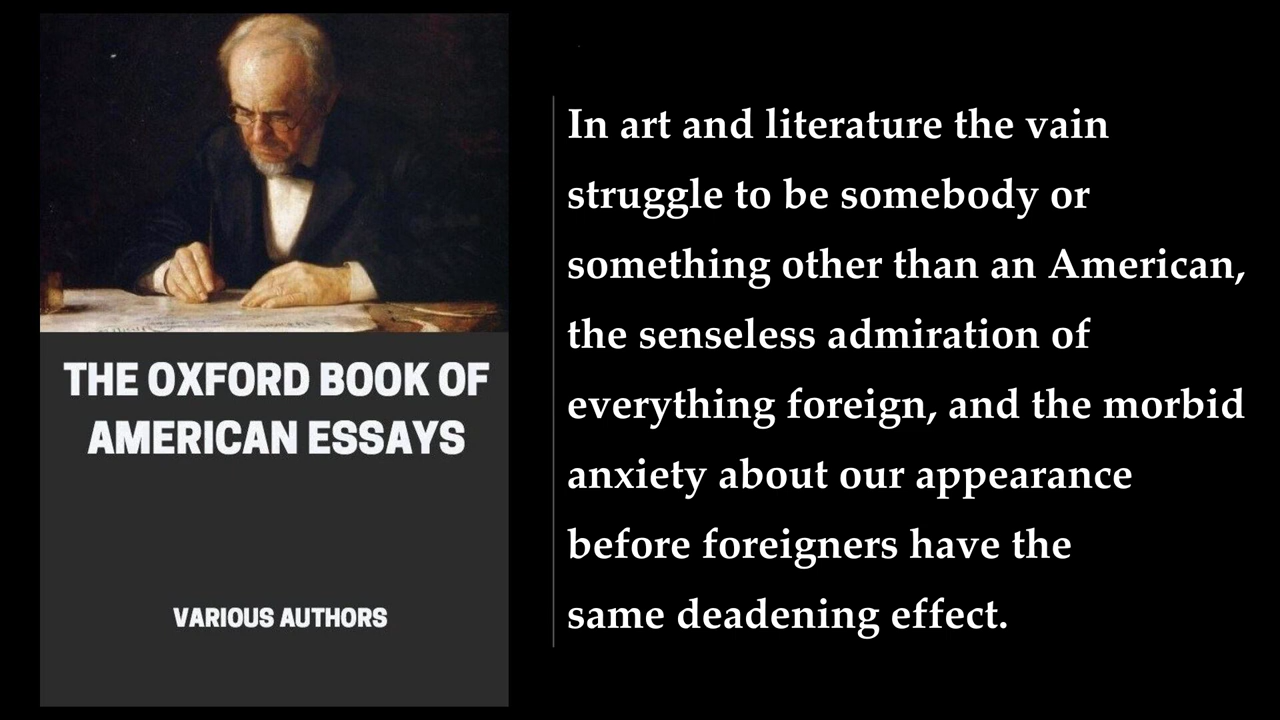 THE OXFORD BOOK OF
AMERICAN ESSAYS
VARIOUS AUTHORS
In art and literature the vain
struggle to be somebody or
something other than an American,
the senseless admiration of
everything foreign, and the morbid
anxiety about our appearance
before foreigners have the
same deadening effect.